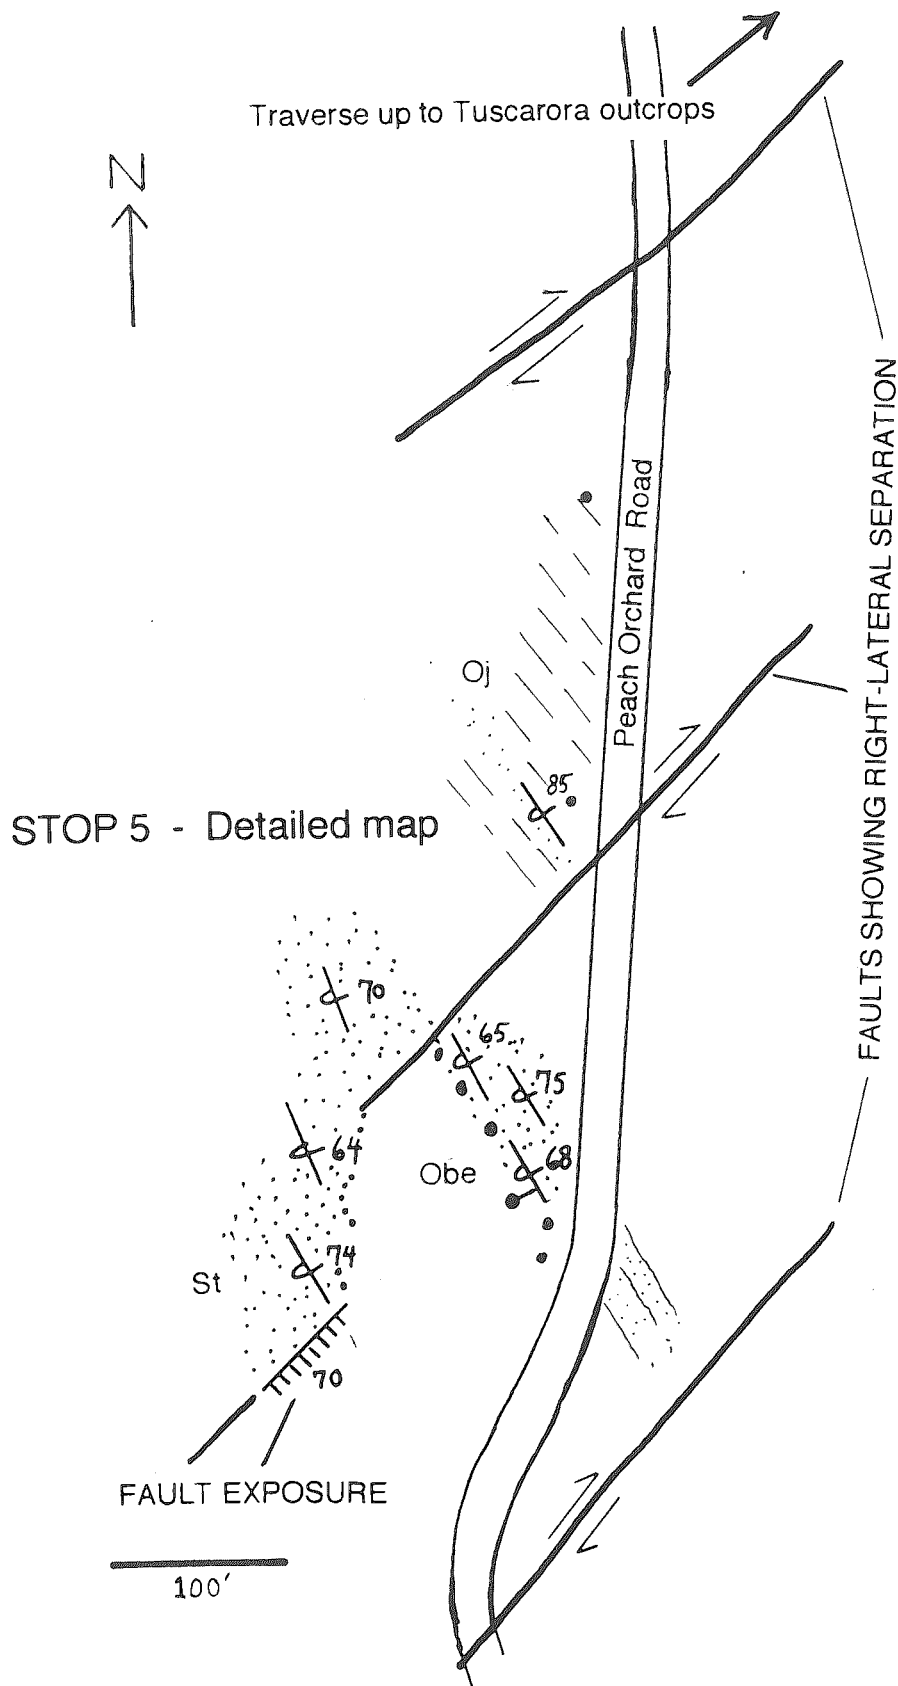 Traverse up to Tuscarora outcrops
N
Peach Orchard Road
FAULTS SHOWING RIGHT-LATERAL SEPARATION
Oj
85
STOP 5 - Detailed map
70
65
75
64
Obe
68
74
St
70
FAULT EXPOSURE
100'